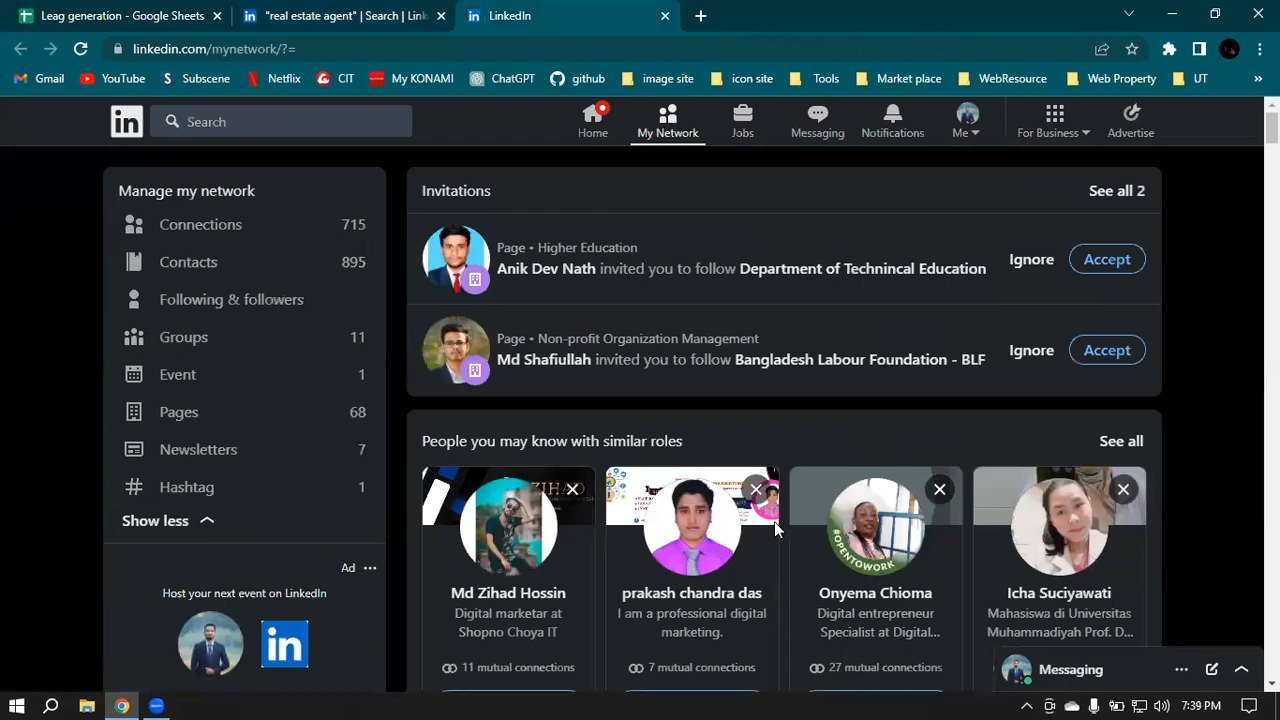 Leag generation - Google Sheets
"real estate agent" | Search | Link
LinkedIn
linkedin.com/mynetwork/?=
Gmail
YouTube
Subscene
Netflix
CIT
My KONAMI
ChatGPT
github
image site
icon site
Tools
Market place
WebResource
Web Property
UT
»
in
Search
Home
My Network
Jobs
Messaging
Notifications
Me
For Business
Advertise
Manage my network
Connections 715
Contacts 895
Following & followers
Groups 11
Event 1
Pages 68
Newsletters 7
Hashtag 1
Show less
Ad
Host your next event on LinkedIn
in
Invitations
See all 2
Page • Higher Education
Anik Dev Nath invited you to follow Department of Technincal Education
Ignore
Accept
Page • Non-profit Organization Management
Md Shafiullah invited you to follow Bangladesh Labour Foundation - BLF
Ignore
Accept
People you may know with similar roles
See all
Md Zihad Hossin
Digital marketar at
Shopno Choya IT
11 mutual connections
prakash chandra das
I am a professional digital
marketing.
7 mutual connections
#OPENTOWORK
Onyema Chioma
Digital entrepreneur
Specialist at Digital...
27 mutual connections
Icha Suciyawati
Mahasiswa di Universitas
Muhammadiyah Prof. D...
Messaging
7:39 PM